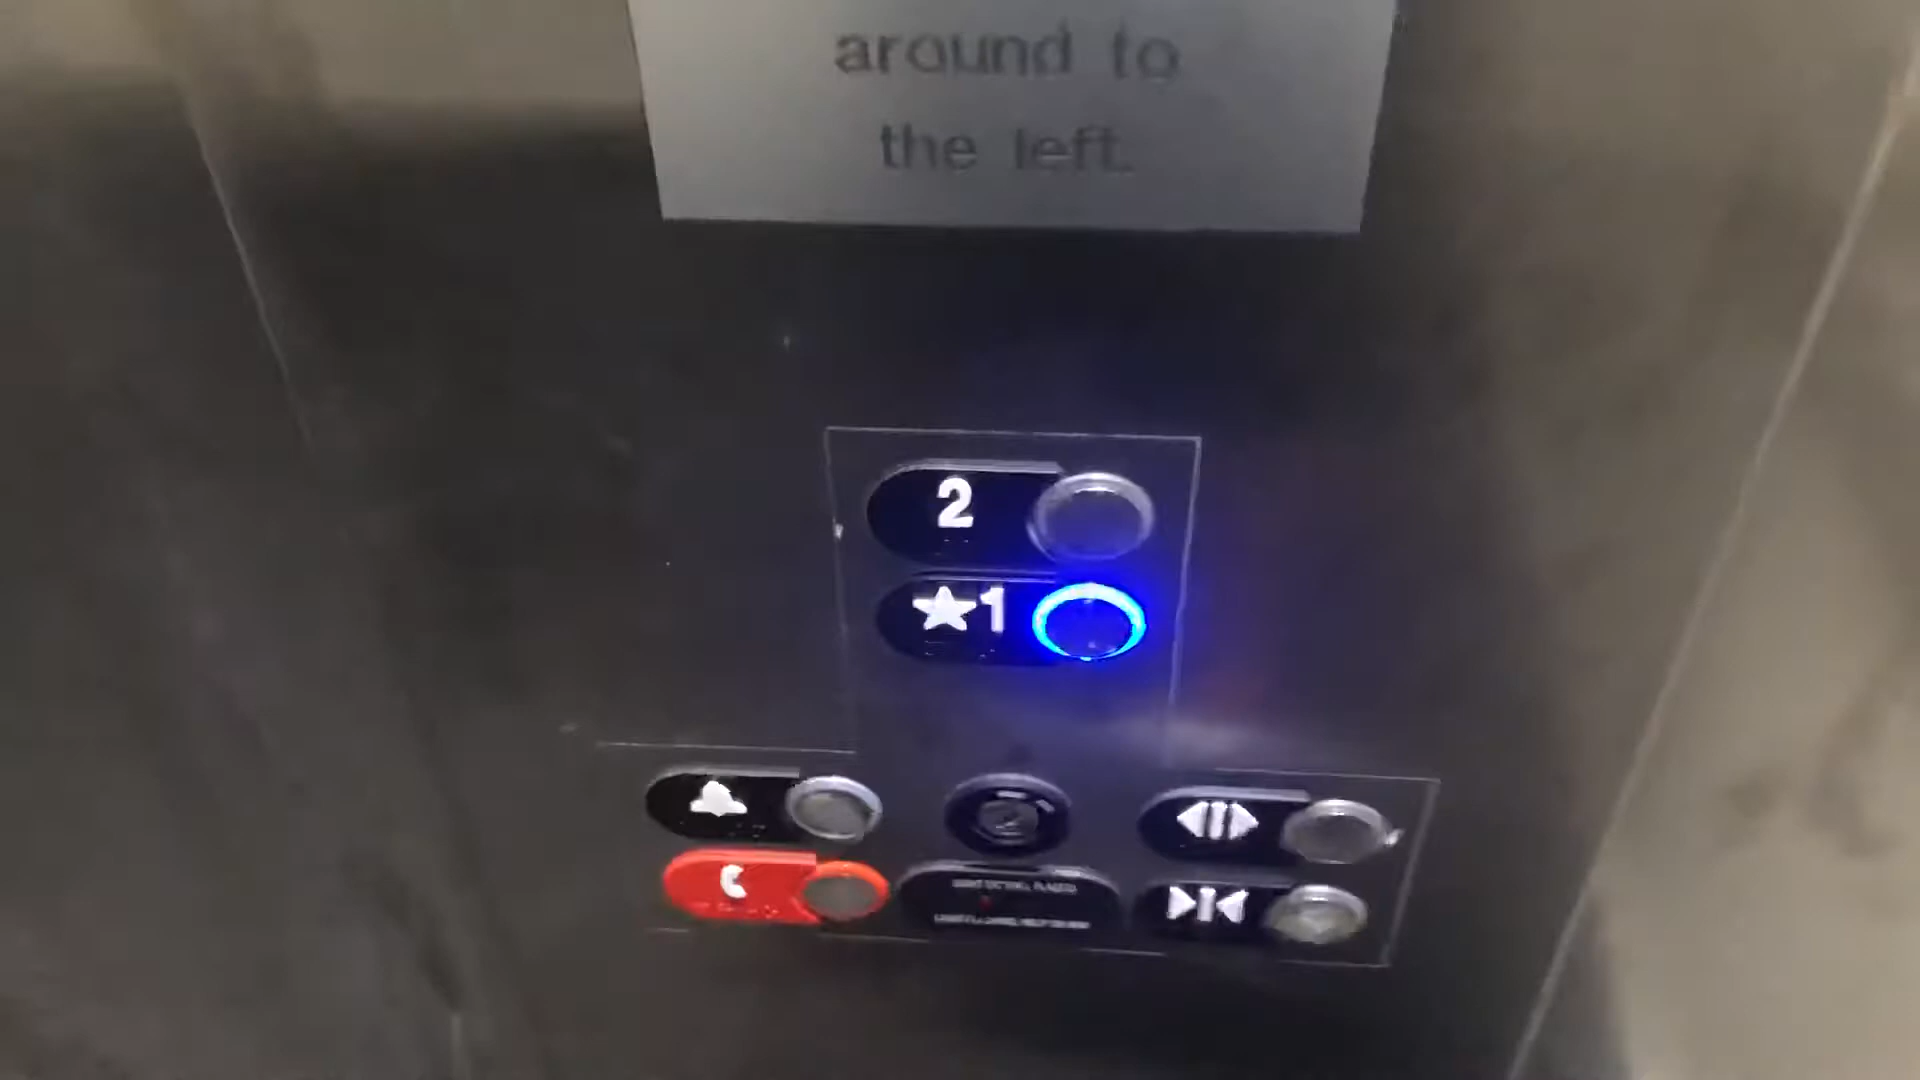 around to
the left.
2
★1